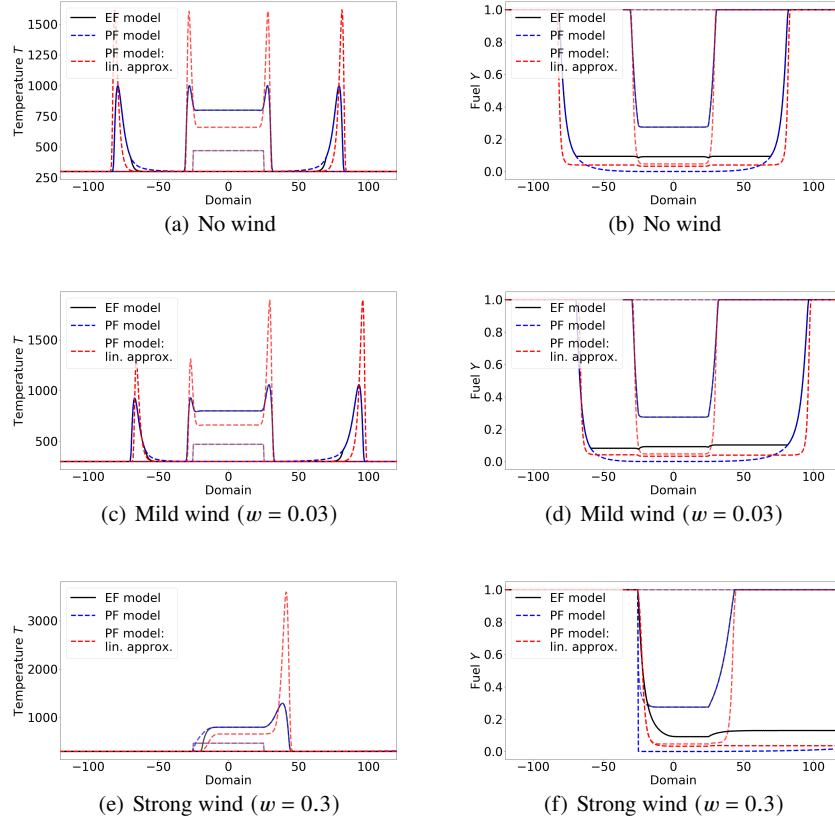 EF model
PF model
PF model:
lin. approx.
Temperature T
1500
1250
1000
750
500
250
−100
−50
0
50
100
Domain
(a) No wind
EF model
PF model
PF model:
lin. approx.
Fuel Y
1.0
0.8
0.6
0.4
0.2
0.0
−100
−50
0
50
100
Domain
(b) No wind
EF model
PF model
PF model:
lin. approx.
Temperature T
1500
1000
500
−100
−50
0
50
100
Domain
(c) Mild wind (w = 0.03)
EF model
PF model
PF model:
lin. approx.
Fuel Y
1.0
0.8
0.6
0.4
0.2
0.0
−100
−50
0
50
100
Domain
(d) Mild wind (w = 0.03)
EF model
PF model
PF model:
lin. approx.
Temperature T
3000
2000
1000
−100
−50
0
50
100
Domain
(e) Strong wind (w = 0.3)
EF model
PF model
PF model:
lin. approx.
Fuel Y
1.0
0.8
0.6
0.4
0.2
0.0
−100
−50
0
50
100
Domain
(f) Strong wind (w = 0.3)